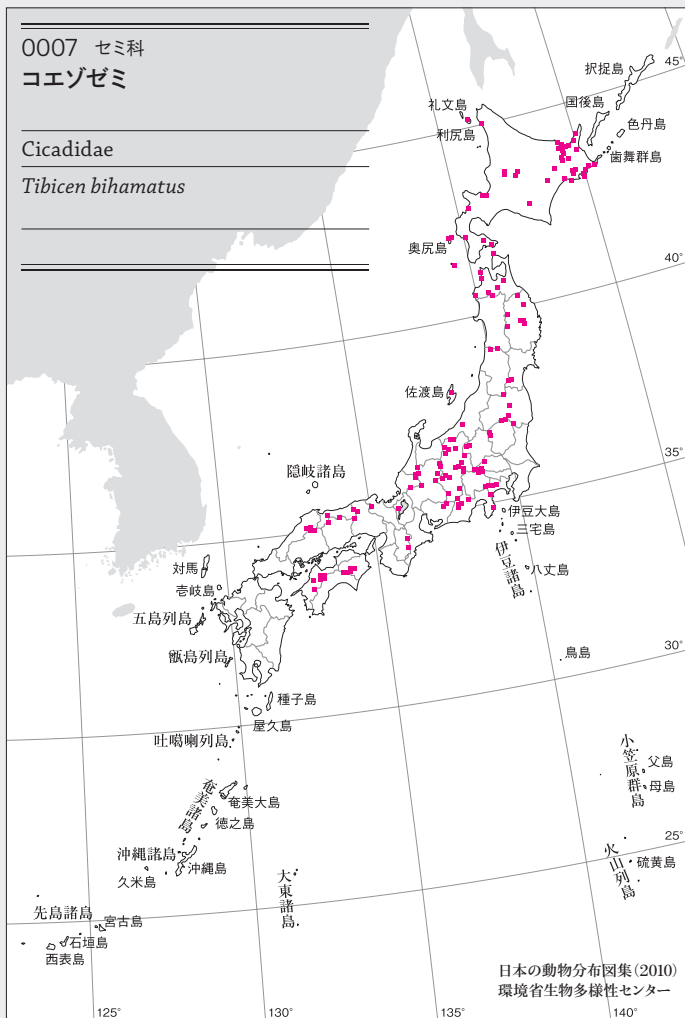 0007 セミ科
コエゾゼミ
Cicadidae
Tibicen bihamatus
45°
択捉島
国後島
礼文島
色丹島
利尻島
歯舞群島
奥尻島
40°
佐渡島
35°
隠岐諸島
伊豆大島
三宅島
伊豆諸島
八丈島
対馬
壱岐島
五島列島
甑島列島
鳥島
30°
種子島
屋久島
吐噶喇列島
小笠原群島
父島
母島
奄美諸島
奄美大島
徳之島
25°
沖縄諸島
沖縄島
久米島
火山列島
硫黄島
大東諸島
先島諸島
宮古島
石垣島
西表島
日本の動物分布図集(2010)
環境省生物多様性センター
125°
130°
135°
140°